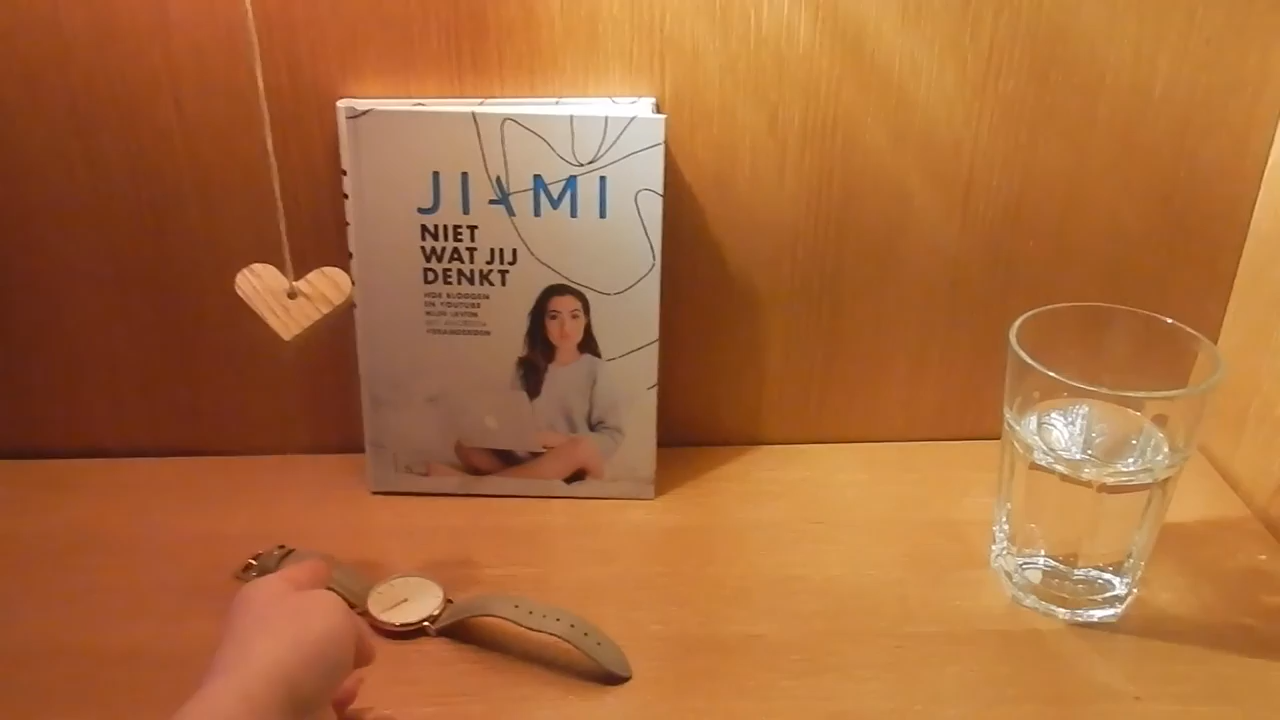 JIAMI
NIET
WAT JIJ
DENKT
HOE BLOGGEN
EN YOUTUBE
MIJN LEVEN
VERANDERDEN